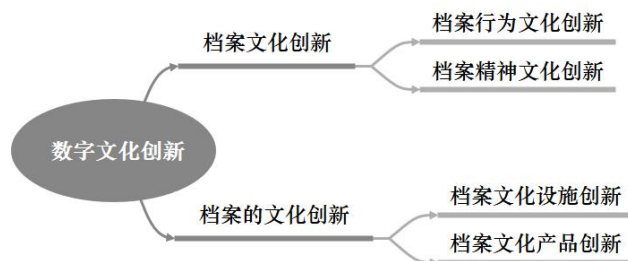 数字文化创新
档案文化创新
档案行为文化创新
档案精神文化创新
档案的文化创新
档案文化设施创新
档案文化产品创新